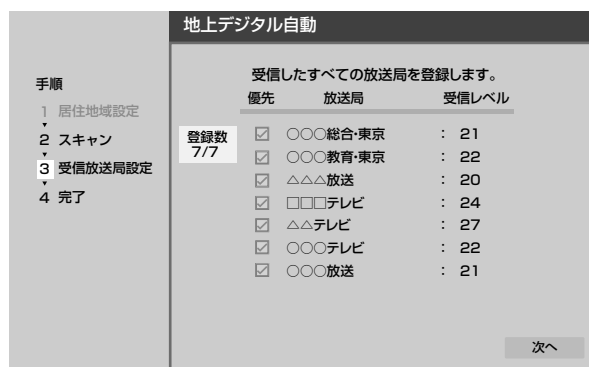 地上デジタル自動
手順
1 居住地域設定
2 スキャン
3 受信放送局設定
4 完了
受信したすべての放送局を登録します。
優先 放送局 受信レベル
登録数
7/7
○○○総合・東京 : 21
○○○教育・東京 : 22
△△△放送 : 20
□□□テレビ : 24
△△テレビ : 27
○○○テレビ : 22
○○○放送 : 21
次へ